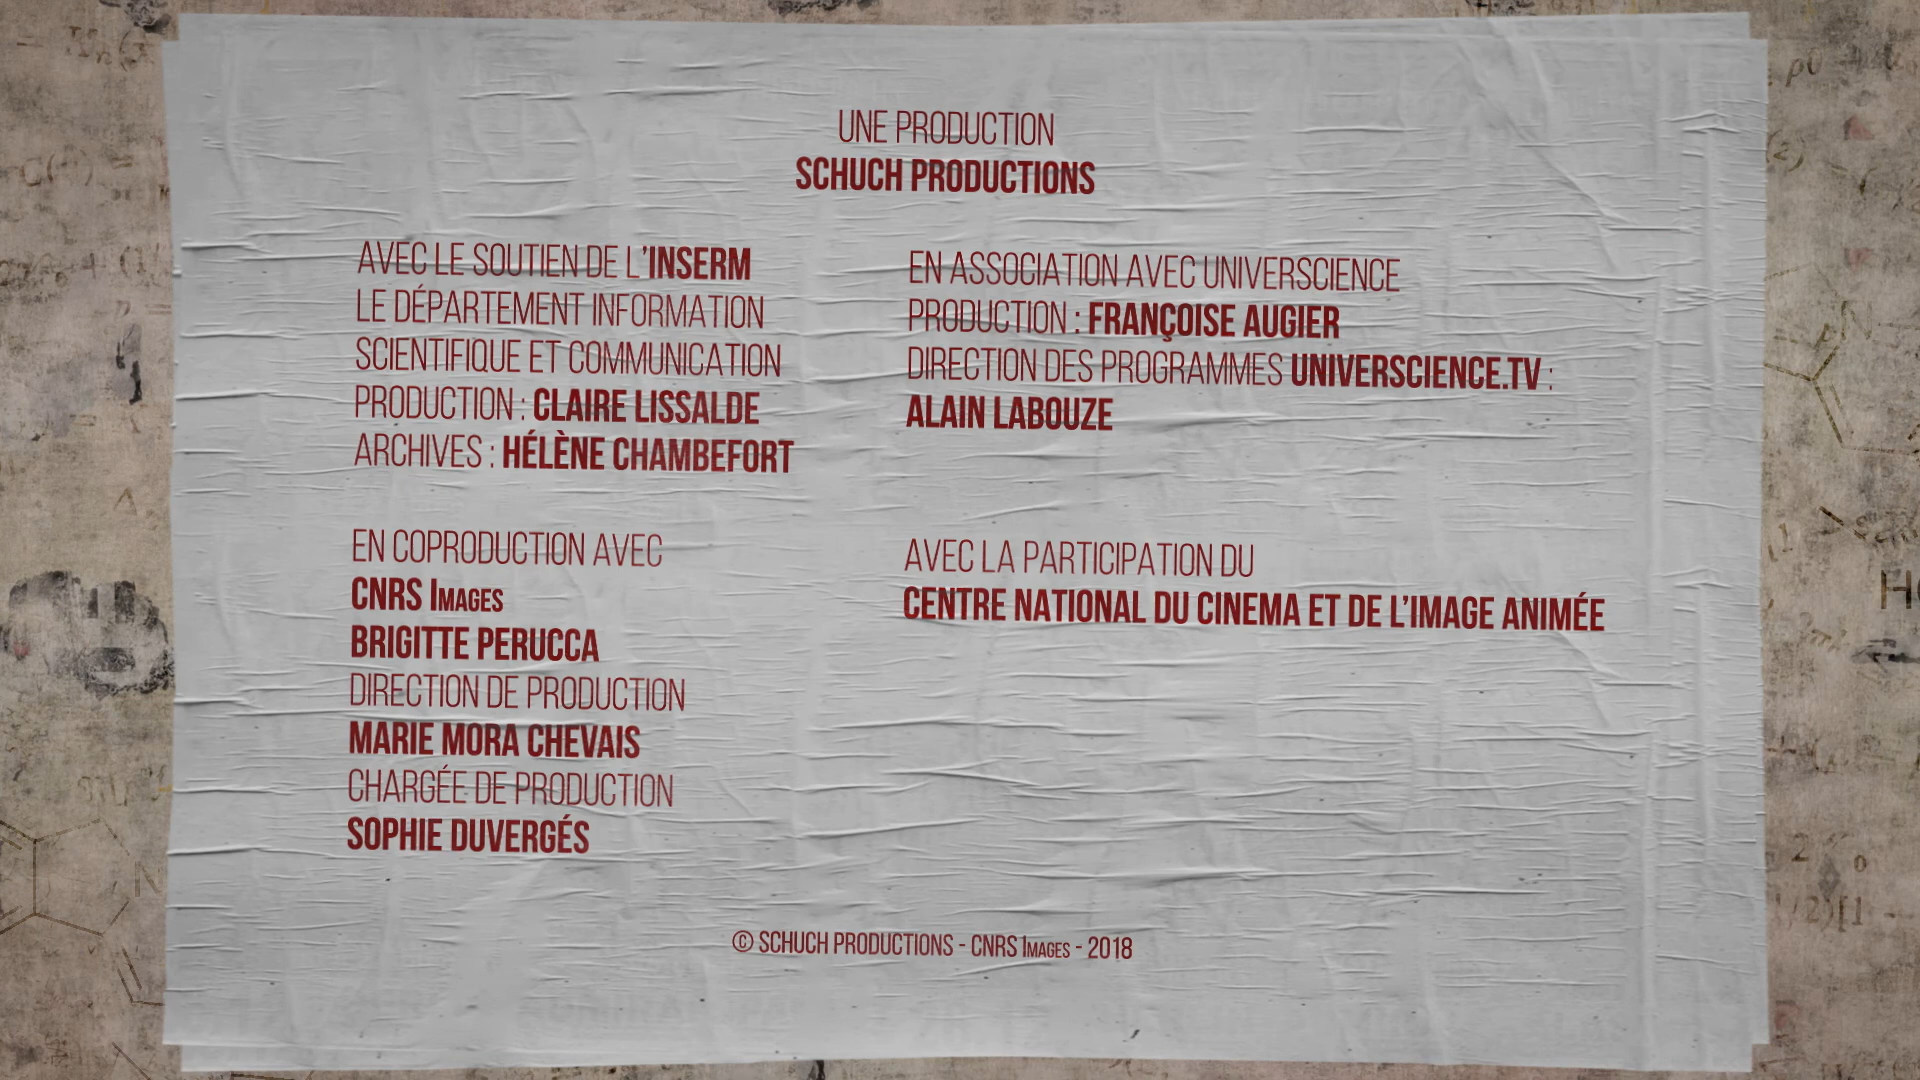 UNE PRODUCTION
SCHUCH PRODUCTIONS
AVEC LE SOUTIEN DE L'INSERM
LE DÉPARTEMENT INFORMATION
SCIENTIFIQUE ET COMMUNICATION
PRODUCTION : CLAIRE LISSALDE
ARCHIVES : HÉLÈNE CHAMBEFORT
EN ASSOCIATION AVEC UNIVERSCIENCE
PRODUCTION : FRANÇOISE AUGIER
DIRECTION DES PROGRAMMES UNIVERSCIENCE.TV :
ALAIN LABOUZE
EN COPRODUCTION AVEC
CNRS Images
BRIGITTE PERUCCA
DIRECTION DE PRODUCTION
MARIE MORA CHEVAIS
CHARGÉE DE PRODUCTION
SOPHIE DUVERGÉS
AVEC LA PARTICIPATION DU
CENTRE NATIONAL DU CINEMA ET DE L'IMAGE ANIMÉE
© SCHUCH PRODUCTIONS - CNRS Images - 2018